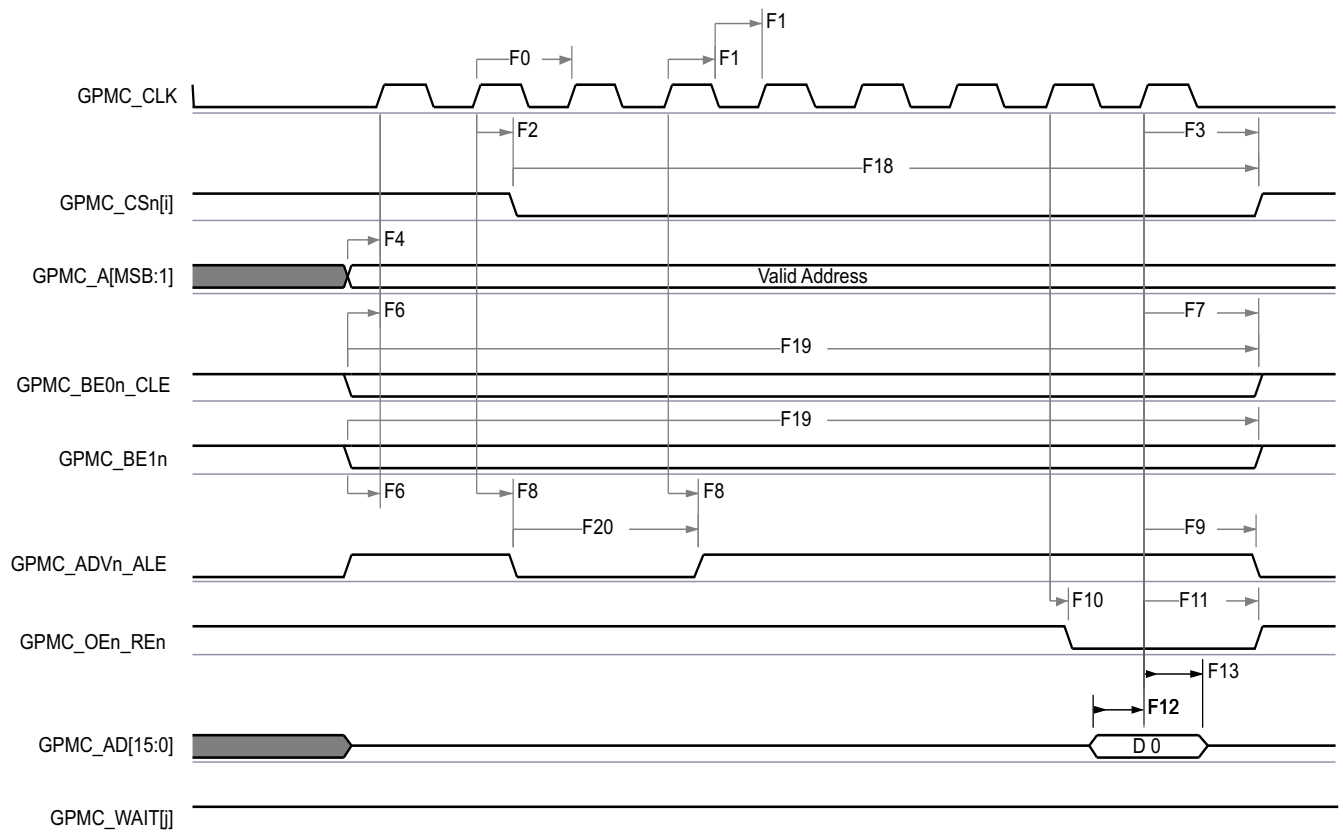 F1
F0
F1
GPMC_CLK
F2
F3
F18
GPMC_CSn[i]
F4
GPMC_A[MSB:1]
Valid Address
F6
F7
F19
GPMC_BE0n_CLE
F19
GPMC_BE1n
F6
F8
F8
F20
F9
GPMC_ADVn_ALE
F10
F11
GPMC_OEn_REn
F13
F12
GPMC_AD[15:0]
D 0
GPMC_WAIT[j]